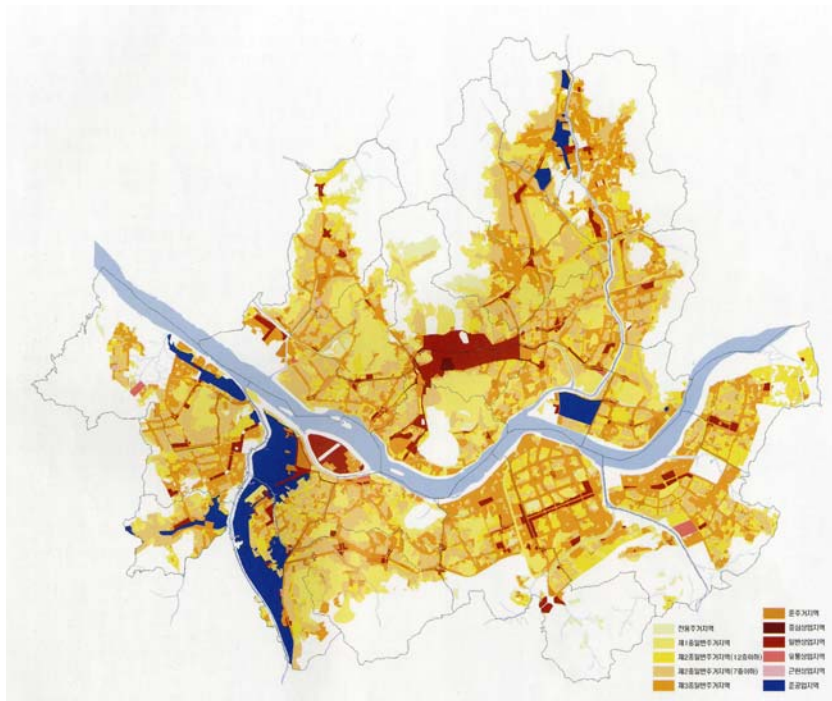 전용주거지역
제1종일반주거지역
제2종일반주거지역(12층이하)
제2종일반주거지역(7층이하)
제3종일반주거지역
준주거지역
중심상업지역
일반상업지역
유통상업지역
근린상업지역
준공업지역